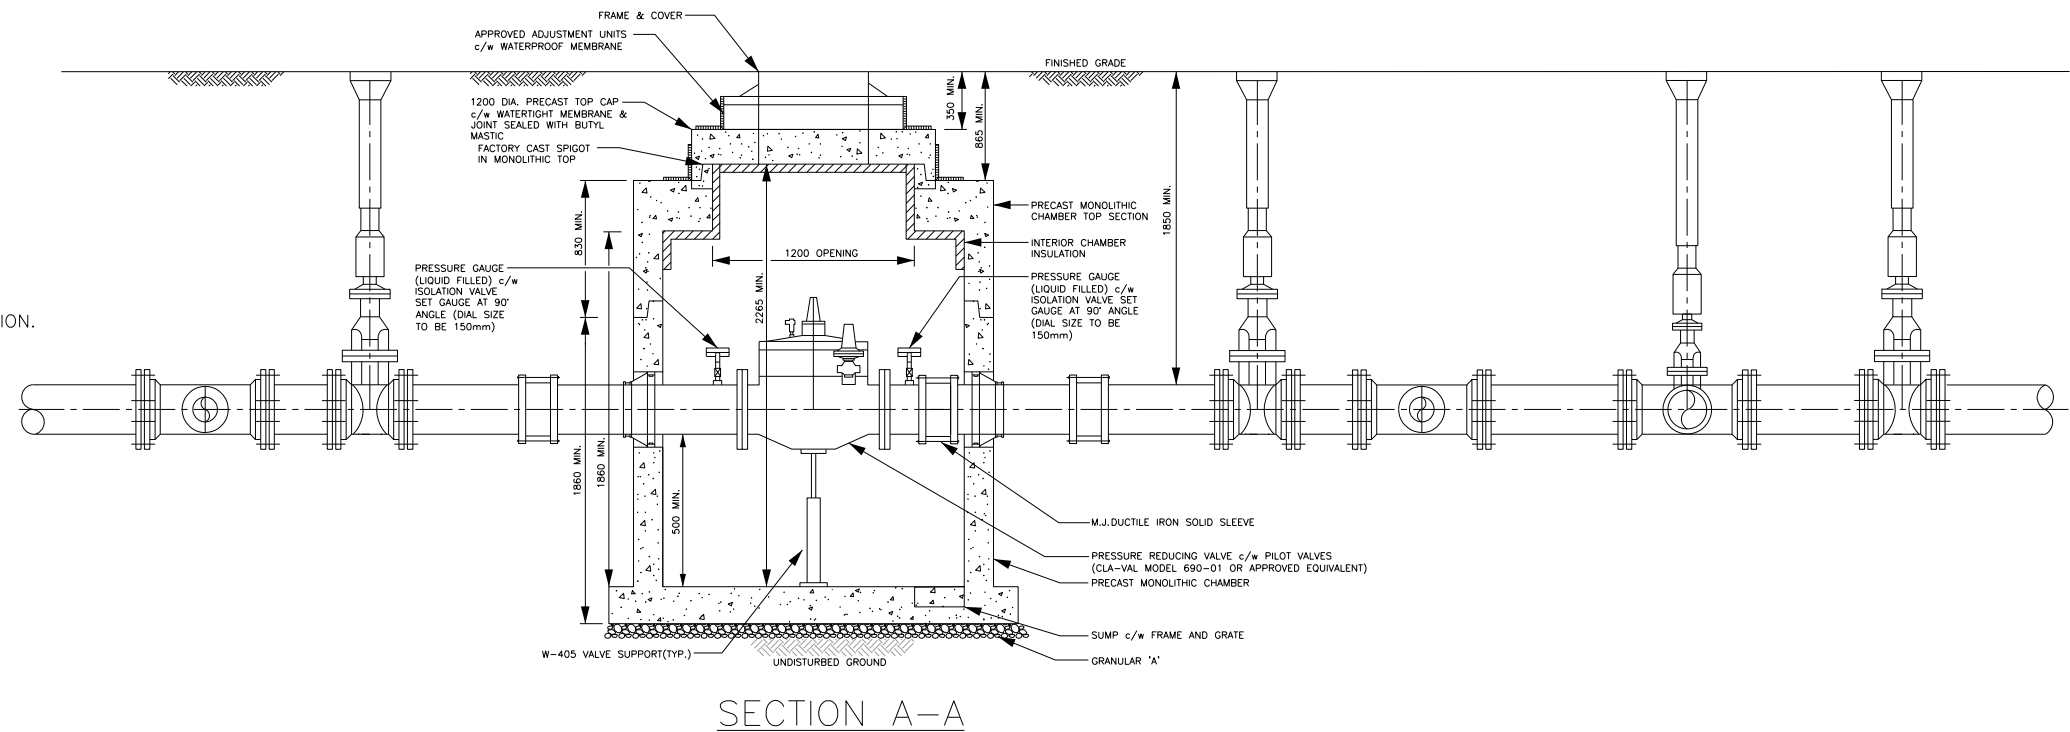 FRAME & COVER
APPROVED ADJUSTMENT UNITS
c/w WATERPROOF MEMBRANE
FINISHED GRADE
1200 DIA. PRECAST TOP CAP
c/w WATERTIGHT MEMBRANE &
JOINT SEALED WITH BUTYL
MASTIC
FACTORY CAST SPIGOT
IN MONOLITHIC TOP
350 MIN.
865 MIN.
1850 MIN.
830 MIN.
PRECAST MONOLITHIC
CHAMBER TOP SECTION
INTERIOR CHAMBER
INSULATION
1200 OPENING
2265 MIN.
PRESSURE GAUGE
(LIQUID FILLED) c/w
ISOLATION VALVE
SET GAUGE AT 90°
ANGLE (DIAL SIZE
TO BE 150mm)
PRESSURE GAUGE
(LIQUID FILLED) c/w
ISOLATION VALVE SET
GAUGE AT 90° ANGLE
(DIAL SIZE TO BE
150mm)
ION.
1860 MIN.
1860 MIN.
500 MIN.
M.J.DUCTILE IRON SOLID SLEEVE
PRESSURE REDUCING VALVE c/w PILOT VALVES
(CLA-VAL MODEL 690-01 OR APPROVED EQUIVALENT)
PRECAST MONOLITHIC CHAMBER
SUMP c/w FRAME AND GRATE
W-405 VALVE SUPPORT(TYP.)
UNDISTURBED GROUND
GRANULAR 'A'
SECTION A-A